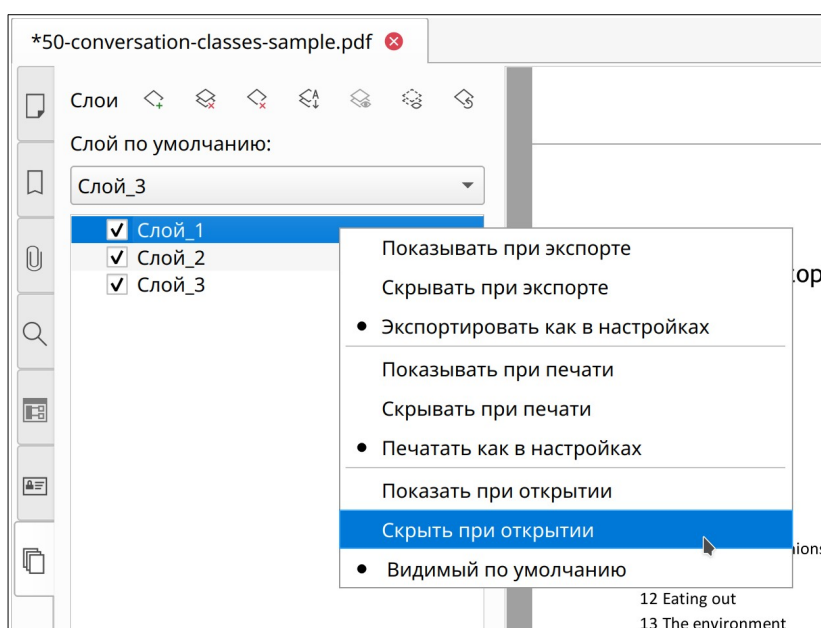 *50-conversation-classes-sample.pdf
Слои
Слой по умолчанию:
Слой_3
Слой_1
Слой_2
Слой_3
Показывать при экспорте
Скрывать при экспорте
Экспортировать как в настройках
Показывать при печати
Скрывать при печати
Печатать как в настройках
Показать при открытии
Скрыть при открытии
Видимый по умолчанию
12 Eating out
13 The environment